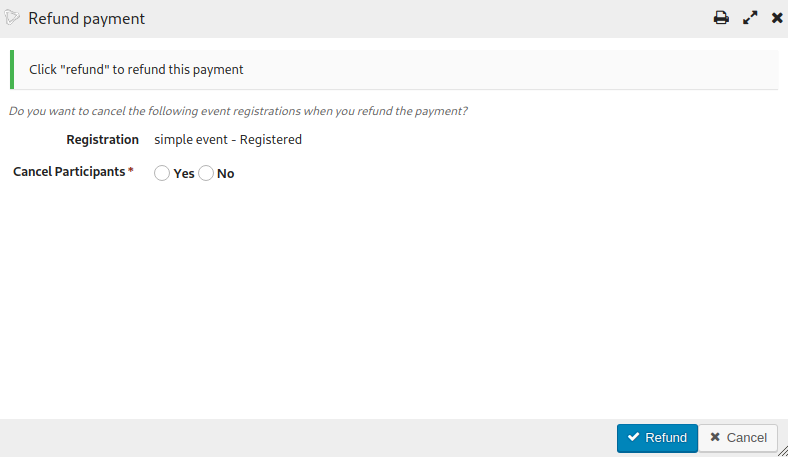 Refund payment
Click "refund" to refund this payment
Do you want to cancel the following event registrations when you refund the payment?
Registration simple event - Registered
Cancel Participants * Yes No
Refund Cancel